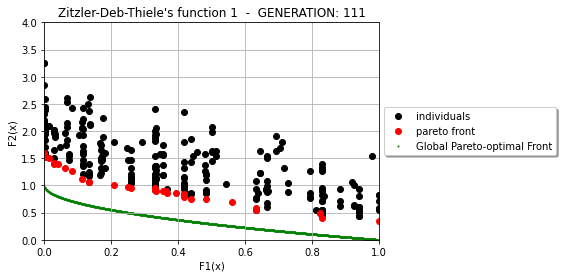 Zitzler-Deb-Thiele's function 1 - GENERATION: 111
4.0
3.5
3.0
2.5
2.0
1.5
1.0
0.5
0.0
F2(x)
0.0 0.2 0.4 0.6 0.8 1.0
F1(x)
individuals
pareto front
Global Pareto-optimal Front